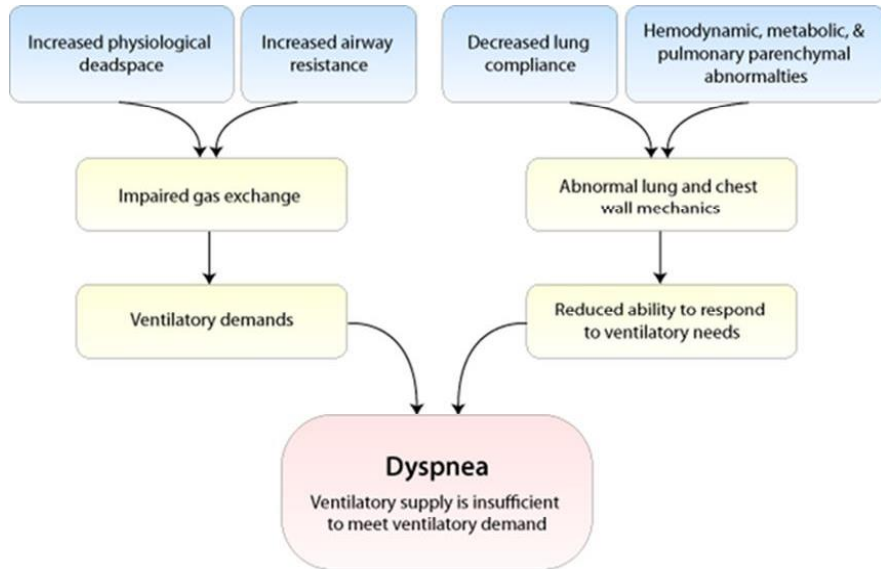 Increased physiological
deadspace
Increased airway
resistance
Decreased lung
compliance
Hemodynamic, metabolic, &
pulmonary parenchymal
abnormalties
Impaired gas exchange
Abnormal lung and chest
wall mechanics
Ventilatory demands
Reduced ability to respond
to ventilatory needs
Dyspnea
Ventilatory supply is insufficient
to meet ventilatory demand